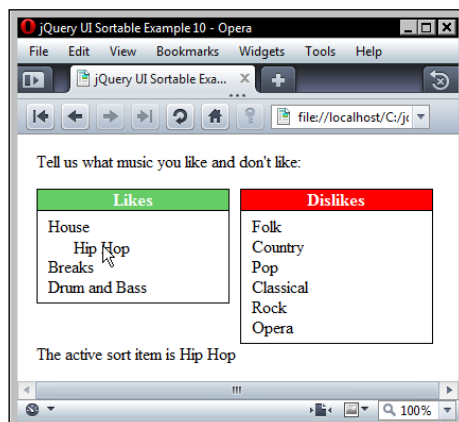 jQuery UI Sortable Example 10 - Opera
File Edit View Bookmarks Widgets Tools Help
jQuery UI Sortable Exa...
file://localhost/C:/jq
Tell us what music you like and don't like:
Likes
House
Hip Hop
Breaks
Drum and Bass
Dislikes
Folk
Country
Pop
Classical
Rock
Opera
The active sort item is Hip Hop
100%